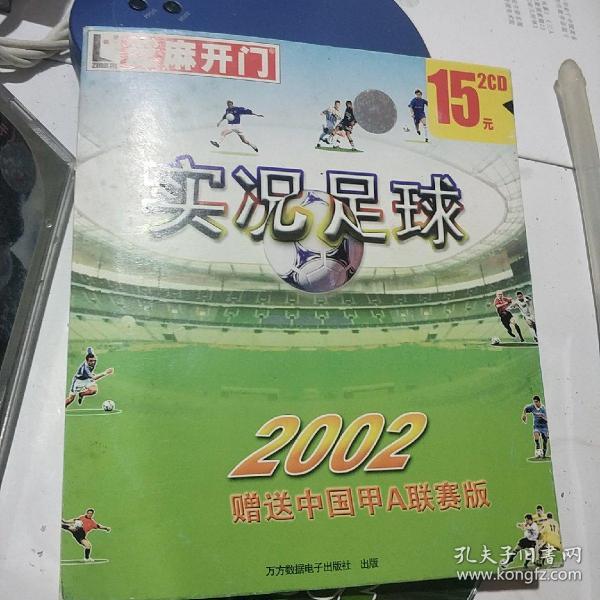 芝麻开门
15元
2CD
实况足球
2002
赠送中国甲A联赛版
万方数据电子出版社 出版
孔夫子旧书网
www.kongfz.com